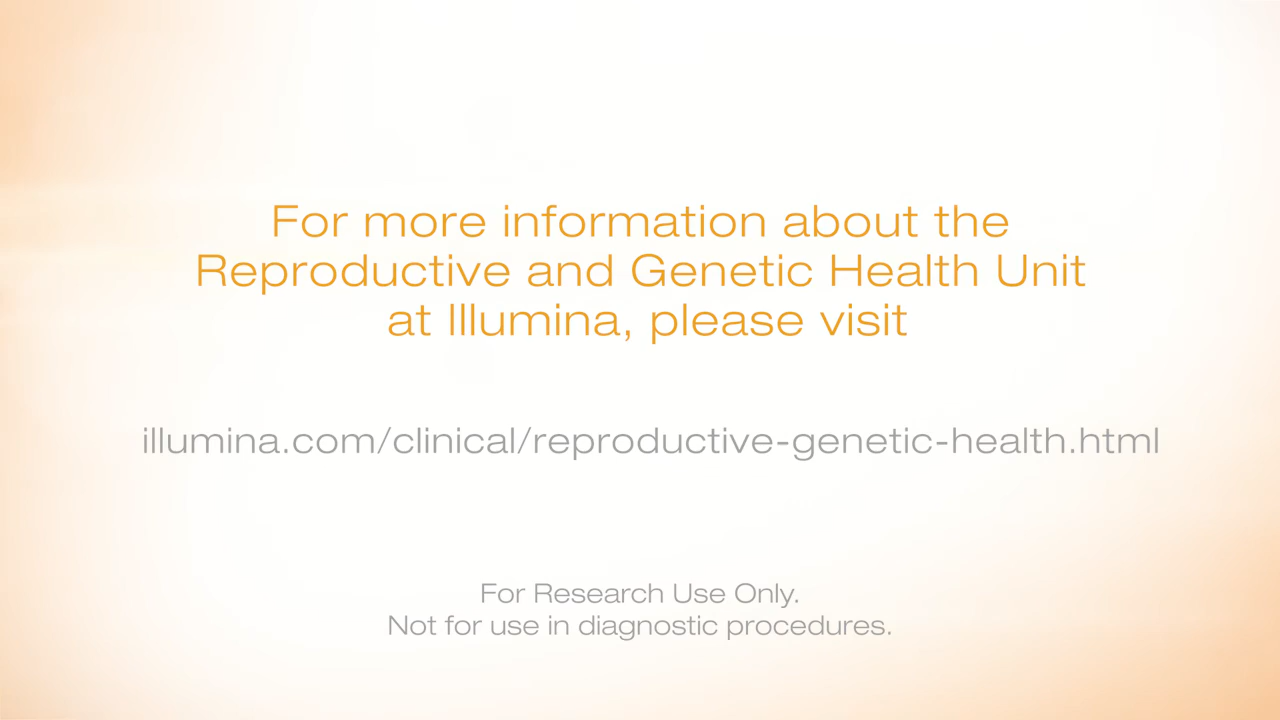 For more information about the
Reproductive and Genetic Health Unit
at Illumina, please visit
illumina.com/clinical/reproductive-genetic-health.html
For Research Use Only.
Not for use in diagnostic procedures.